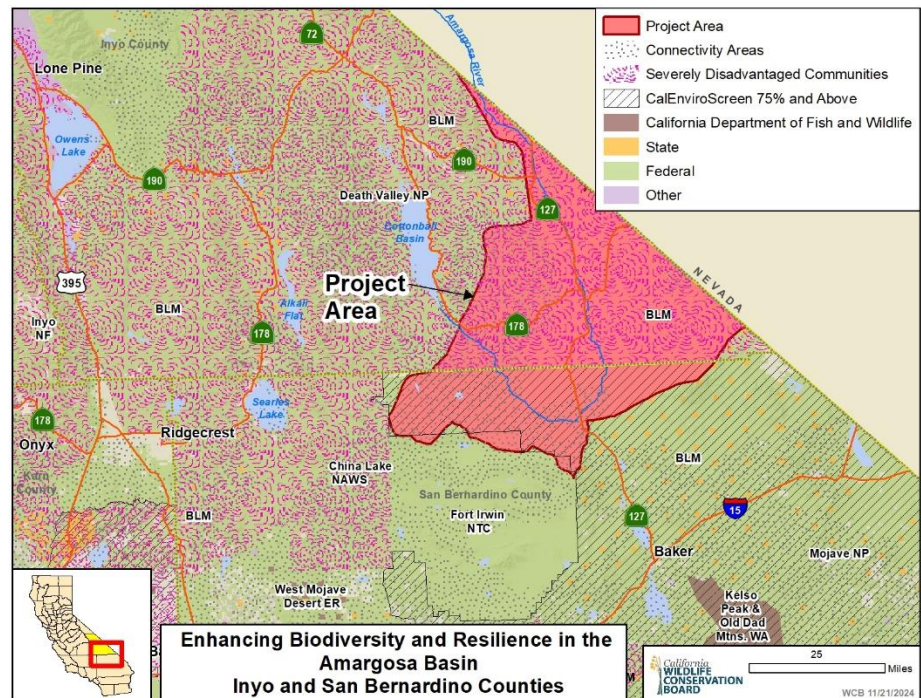 Inyo County
72
Lone Pine
Amargosa River
BLM
Owens
Lake
190
190
Death Valley NP
127
Cottonball
Basin
395
Project
Area
NEVADA
BLM
Alkali
Flat
BLM
178
178
Inyo
NF
Searles
Lake
178
Ridgecrest
Onyx
BLM
China Lake
NAWS
Kern
County
San Bernardino County
Fort Irwin
NTC
BLM
127
15
Baker
Mojave NP
West Mojave
Desert ER
Kelso
Peak &
Old Dad
Mtns. WA
BLM
Project Area
Connectivity Areas
Severely Disadvantaged Communities
CalEnviroScreen 75% and Above
California Department of Fish and Wildlife
State
Federal
Other
Enhancing Biodiversity and Resilience in the
Amargosa Basin
Inyo and San Bernardino Counties
California
WILDLIFE
CONSERVATION
BOARD
25
Miles
WCB 11/21/2024